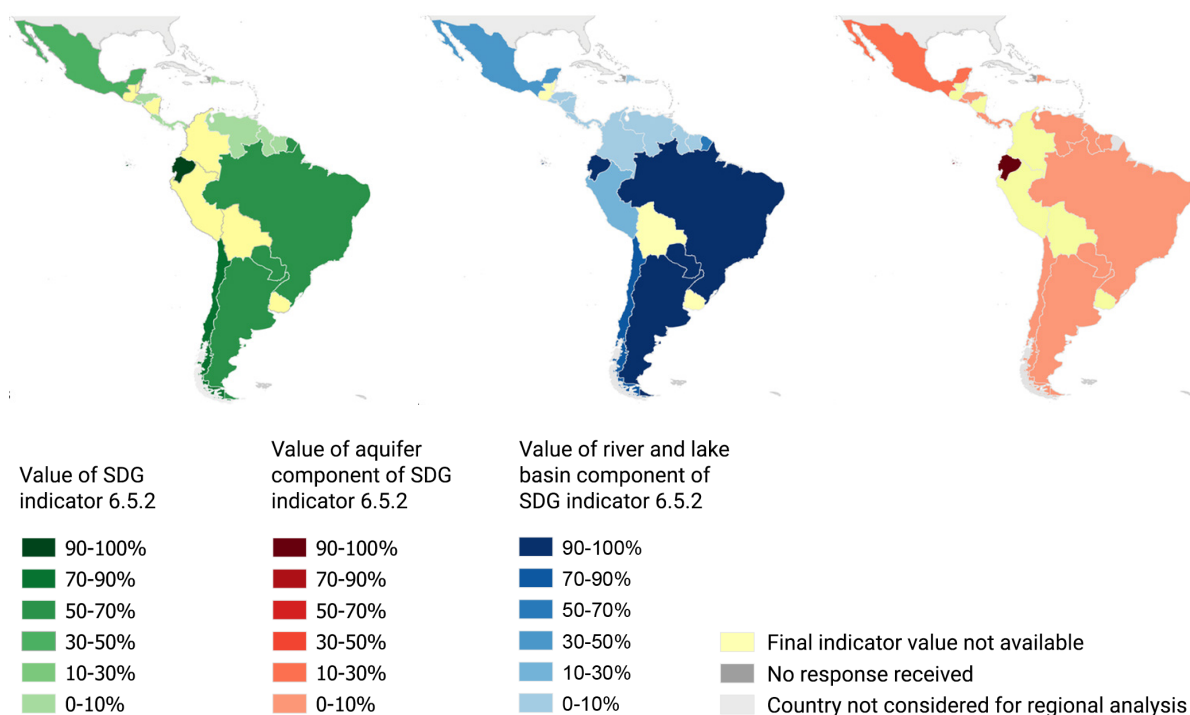 Value of SDG
indicator 6.5.2
90-100%
70-90%
50-70%
30-50%
10-30%
0-10%
Value of aquifer
component of SDG
indicator 6.5.2
90-100%
70-90%
50-70%
30-50%
10-30%
0-10%
Value of river and lake
basin component of
SDG indicator 6.5.2
90-100%
70-90%
50-70%
30-50%
10-30%
0-10%
Final indicator value not available
No response received
Country not considered for regional analysis